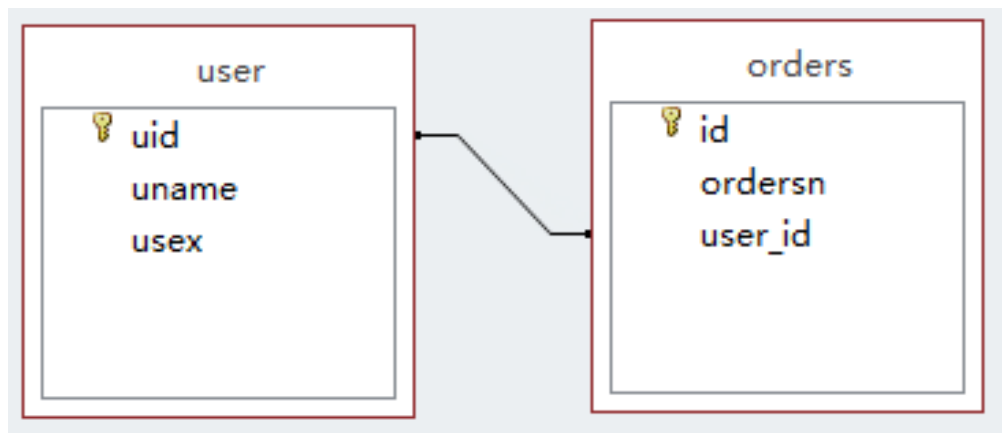 user
uid
uname
usex
orders
id
ordersn
user_id